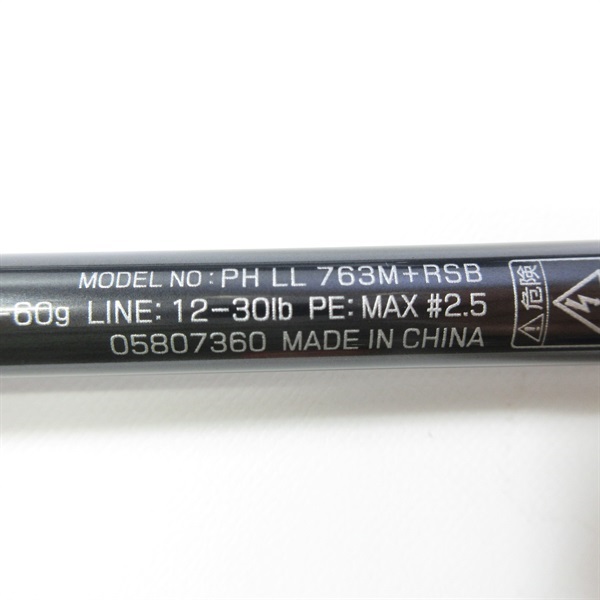 MODEL NO: PH LL 763M+RSB
-60g LINE: 12-30lb PE: MAX #2.5
05807360 MADE IN CHINA
危険